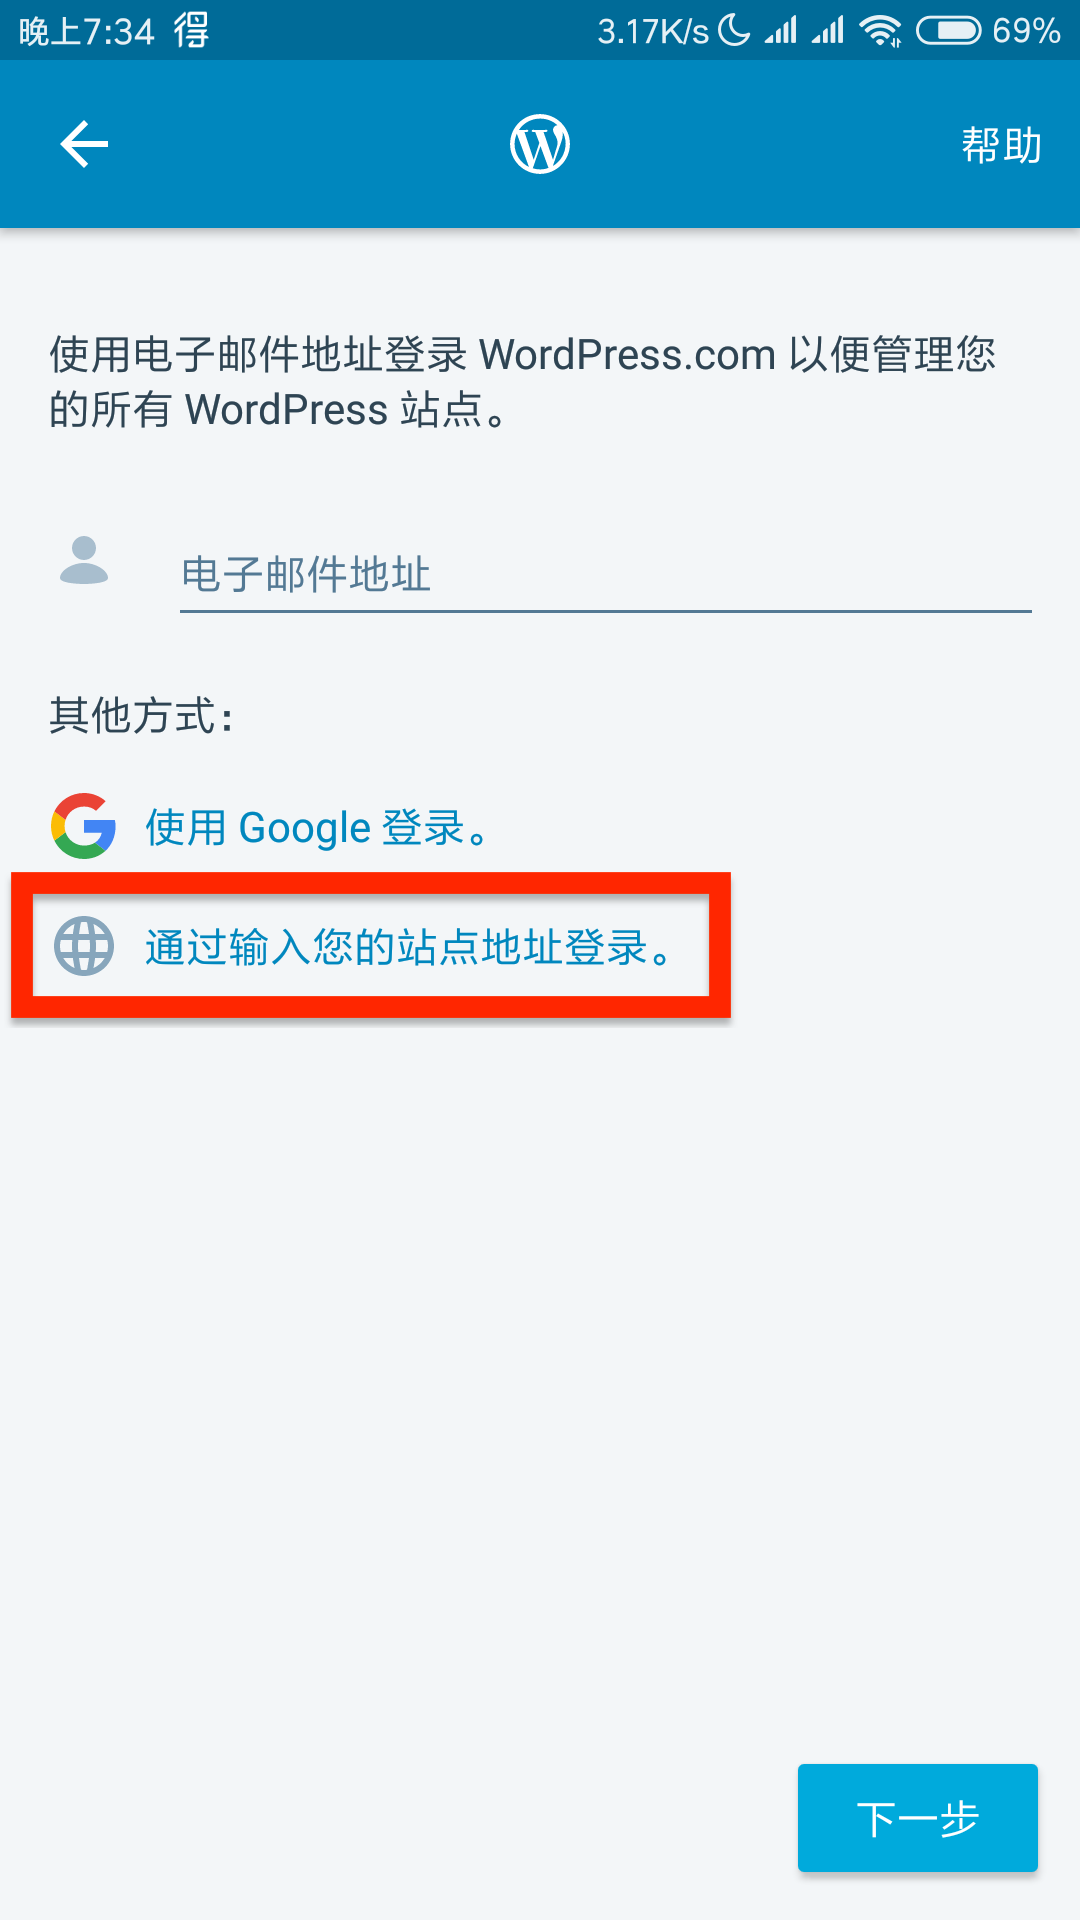 晚上7:34 得 3.17K/s 69%
帮助
使用电子邮件地址登录 WordPress.com 以便管理您
的所有 WordPress 站点。
电子邮件地址
其他方式：
使用 Google 登录。
通过输入您的站点地址登录。
下一步